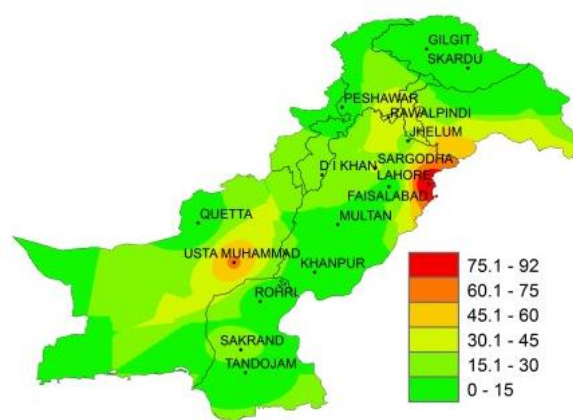 GILGIT
SKARDU
PESHAWAR
RAWALPINDI
JHELUM
D I KHAN
SARGODHA
LAHORE
FAISALABAD
QUETTA
MULTAN
USTA MUHAMMAD
KHANPUR
ROHRI
SAKRAND
TANDOJAM
75.1 - 92
60.1 - 75
45.1 - 60
30.1 - 45
15.1 - 30
0 - 15